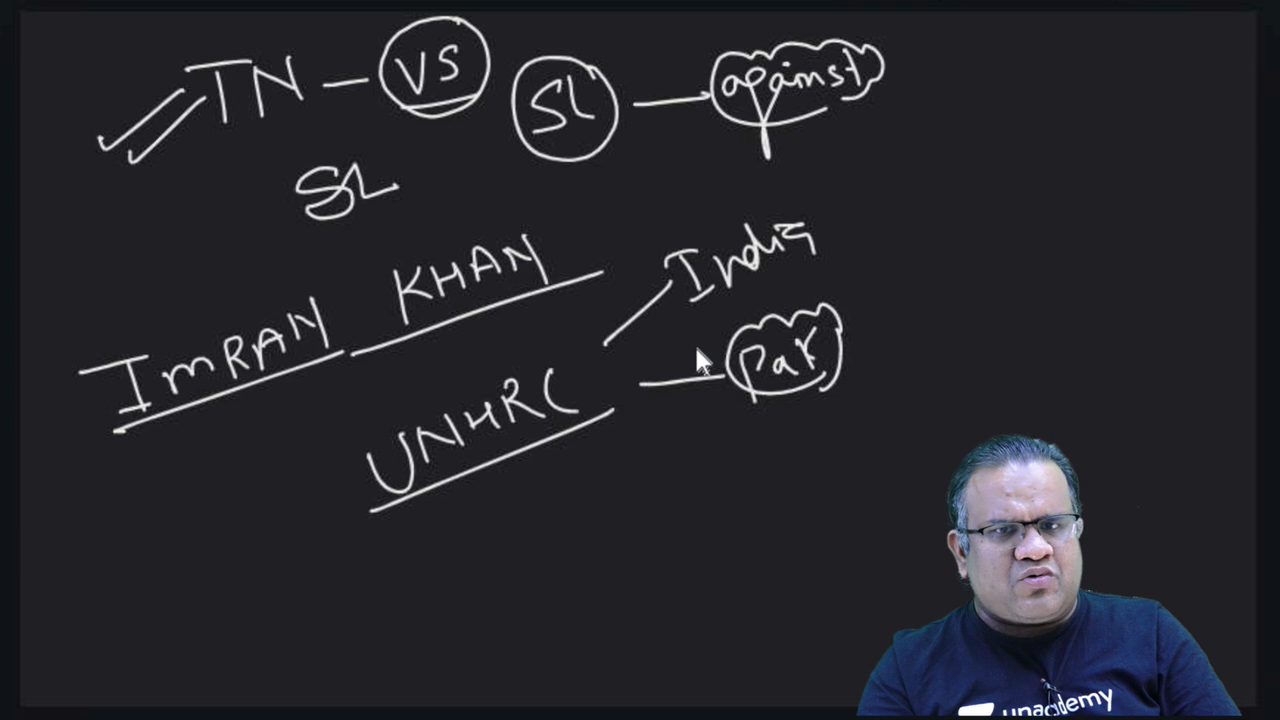 TN - VS SL - against
SL
ImRAN KHAN
India
UNHRC - Pak
unacademy